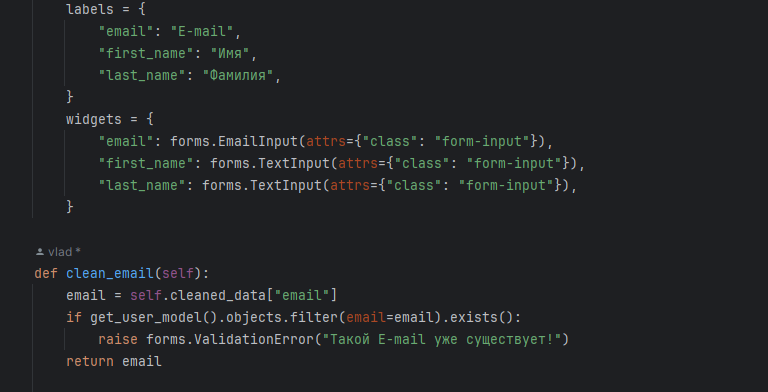 labels = {
"email": "E-mail",
"first_name": "Имя",
"last_name": "Фамилия",
}
widgets = {
"email": forms.EmailInput(attrs={"class": "form-input"}),
"first_name": forms.TextInput(attrs={"class": "form-input"}),
"last_name": forms.TextInput(attrs={"class": "form-input"}),
}
vlad *
def clean_email(self):
email = self.cleaned_data["email"]
if get_user_model().objects.filter(email=email).exists():
raise forms.ValidationError("Такой E-mail уже существует!")
return email